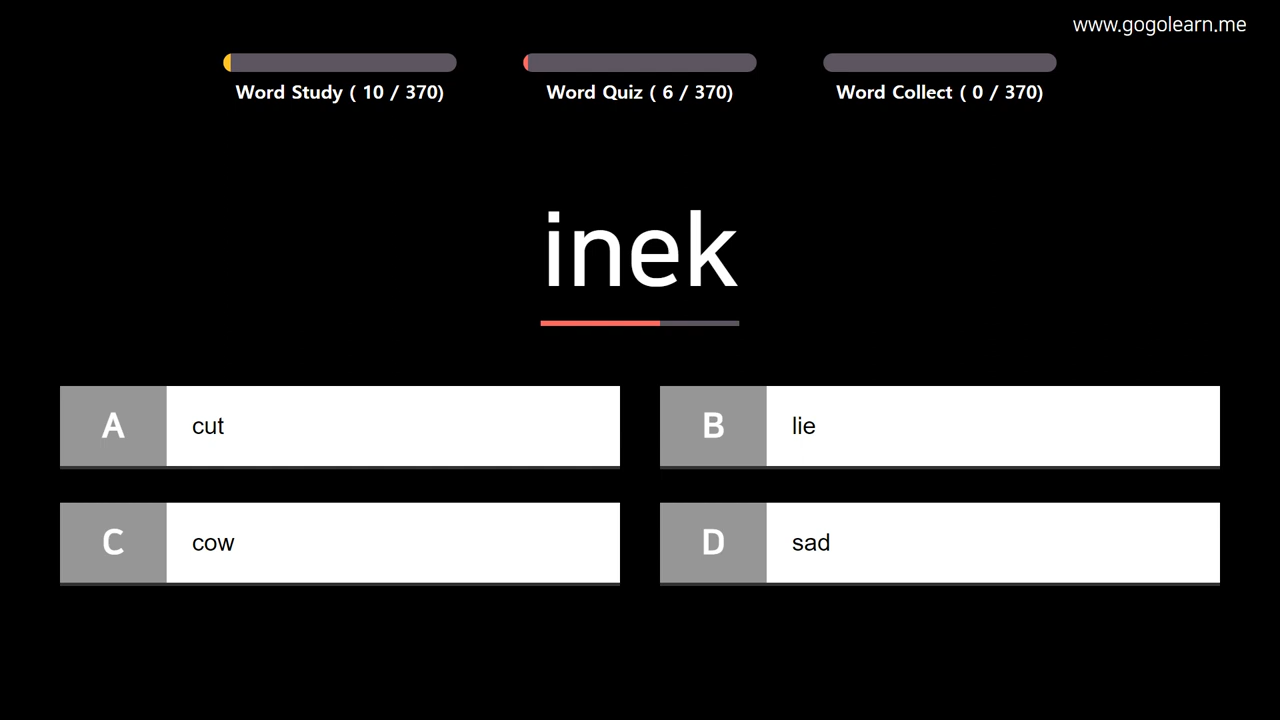 www.gogolearn.me
Word Study ( 10 / 370)
Word Quiz ( 6 / 370)
Word Collect ( 0 / 370)
inek
A cut
B lie
C cow
D sad